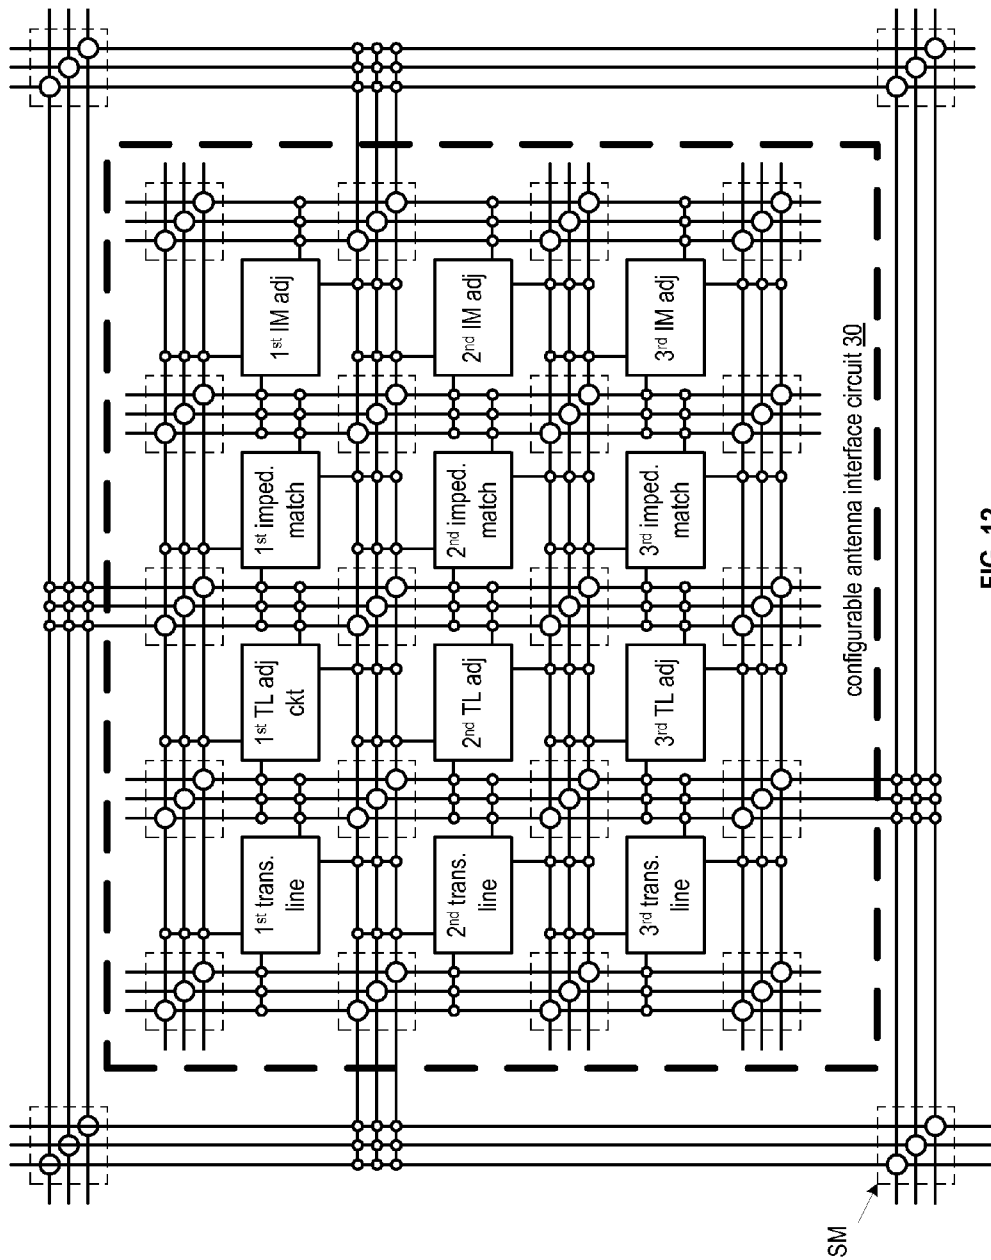 1st trans.
line
1st TL adj
ckt
1st imped.
match
1st IM adj
2nd trans.
line
2nd TL adj
2nd imped.
match
2nd IM adj
3rd trans.
line
3rd TL adj
3rd imped.
match
3rd IM adj
SM
configurable antenna interface circuit 30
FIG.